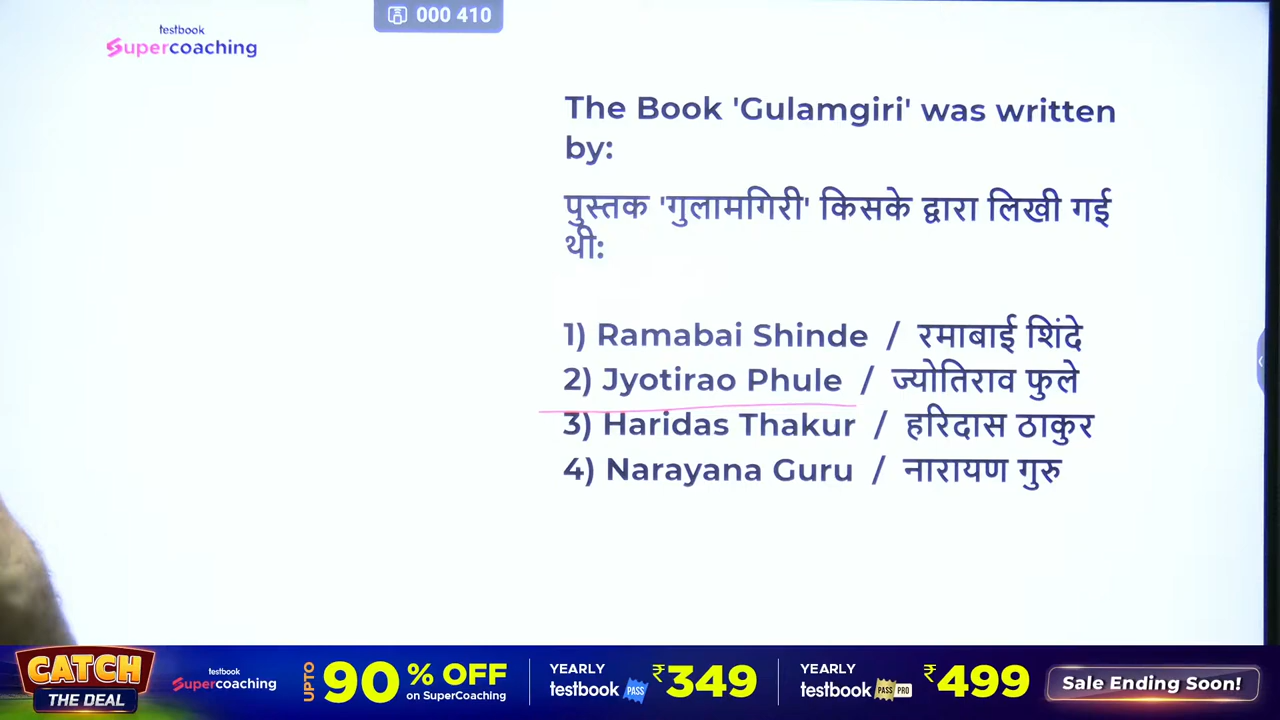 testbook
Supercoaching
000 410
The Book 'Gulamgiri' was written
by:
पुस्तक 'गुलामगिरी' किसके द्वारा लिखी गई
थी:
1) Ramabai Shinde / रमाबाई शिंदे
2) Jyotirao Phule / ज्योतिराव फुले
3) Haridas Thakur / हरिदास ठाकुर
4) Narayana Guru / नारायण गुरु
CATCH
THE DEAL
testbook
Supercoaching
UPTO
90% OFF
on SuperCoaching
YEARLY
testbook PASS
₹349
YEARLY
testbook PASS PRO
₹499
Sale Ending Soon!